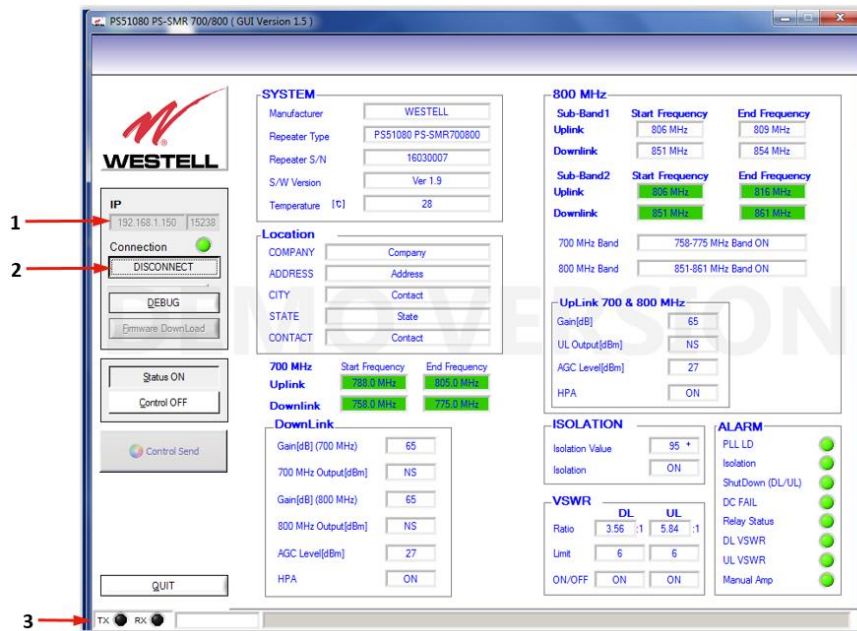 PS51080 PS-SMR 700/800 ( GUI Version 1.5 )
WESTELL
1
IP
192.168.1.150 15238
Connection
2
DISCONNECT
DEBUG
Firmware DownLoad
Status ON
Control OFF
Control Send
QUIT
3
TX RX
SYSTEM
Manufacturer WESTELL
Repeater Type PS51080 PS-SMR700800
Repeater S/N 16030007
S/W Version Ver 1.9
Temperature [℃] 28
Location
COMPANY Company
ADDRESS Address
CITY Contact
STATE State
CONTACT Contact
700 MHz Start Frequency End Frequency
Uplink 788.0 MHz 805.0 MHz
Downlink 758.0 MHz 775.0 MHz
DownLink
Gain[dB] (700 MHz) 65
700 MHz Output[dBm] NS
Gain[dB] (800 MHz) 65
800 MHz Output[dBm] NS
AGC Level[dBm] 27
HPA ON
800 MHz
Sub-Band1 Start Frequency End Frequency
Uplink 806 MHz 809 MHz
Downlink 851 MHz 854 MHz
Sub-Band2 Start Frequency End Frequency
Uplink 806 MHz 816 MHz
Downlink 851 MHz 861 MHz
700 MHz Band 758-775 MHz Band ON
800 MHz Band 851-861 MHz Band ON
UpLink 700 & 800 MHz
Gain[dB] 65
UL Output[dBm] NS
AGC Level[dBm] 27
HPA ON
ISOLATION
Isolation Value 95 +
Isolation ON
VSWR
DL UL
Ratio 3.56 :1 5.84 :1
Limit 6 6
ON/OFF ON ON
ALARM
PLL LD
Isolation
ShutDown (DL/UL)
DC FAIL
Relay Status
DL VSWR
UL VSWR
Manual Amp
DEMO VERSION